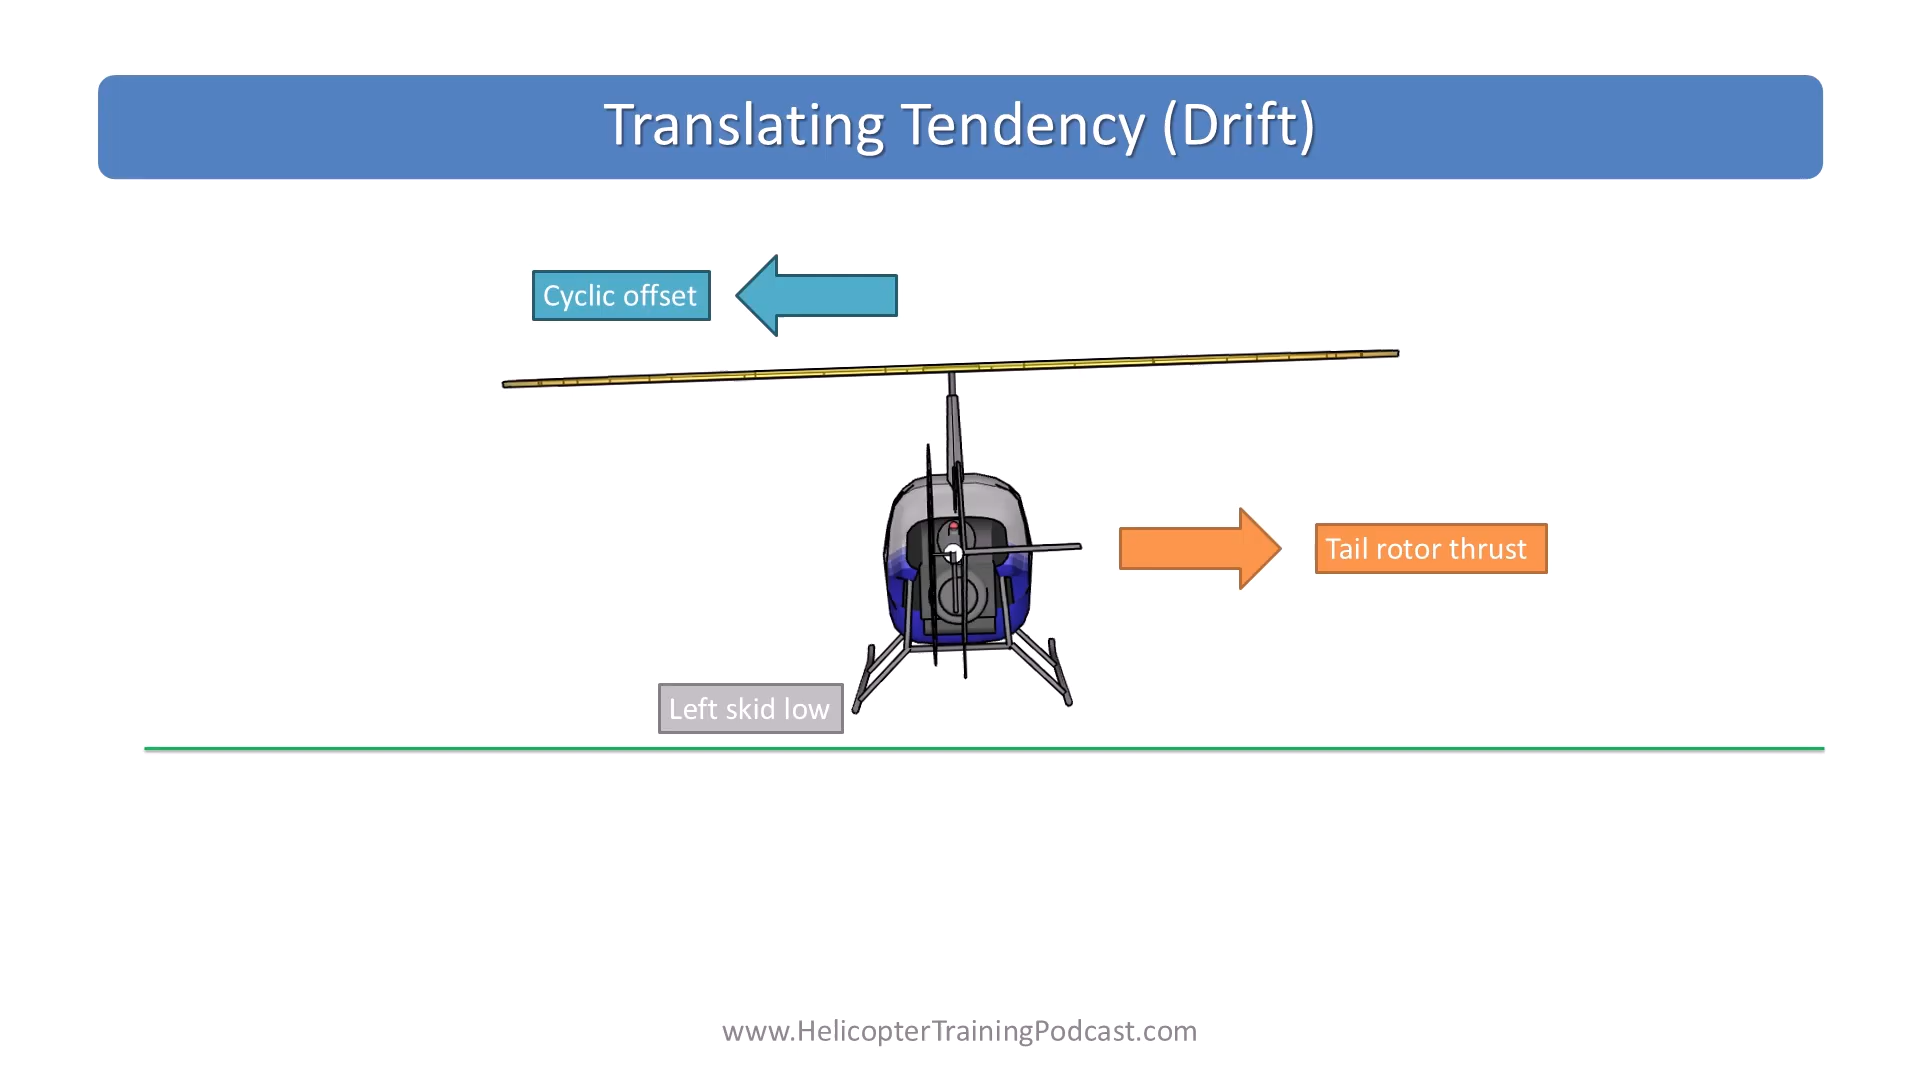 Translating Tendency (Drift)
Cyclic offset
Tail rotor thrust
Left skid low
www.HelicopterTrainingPodcast.com